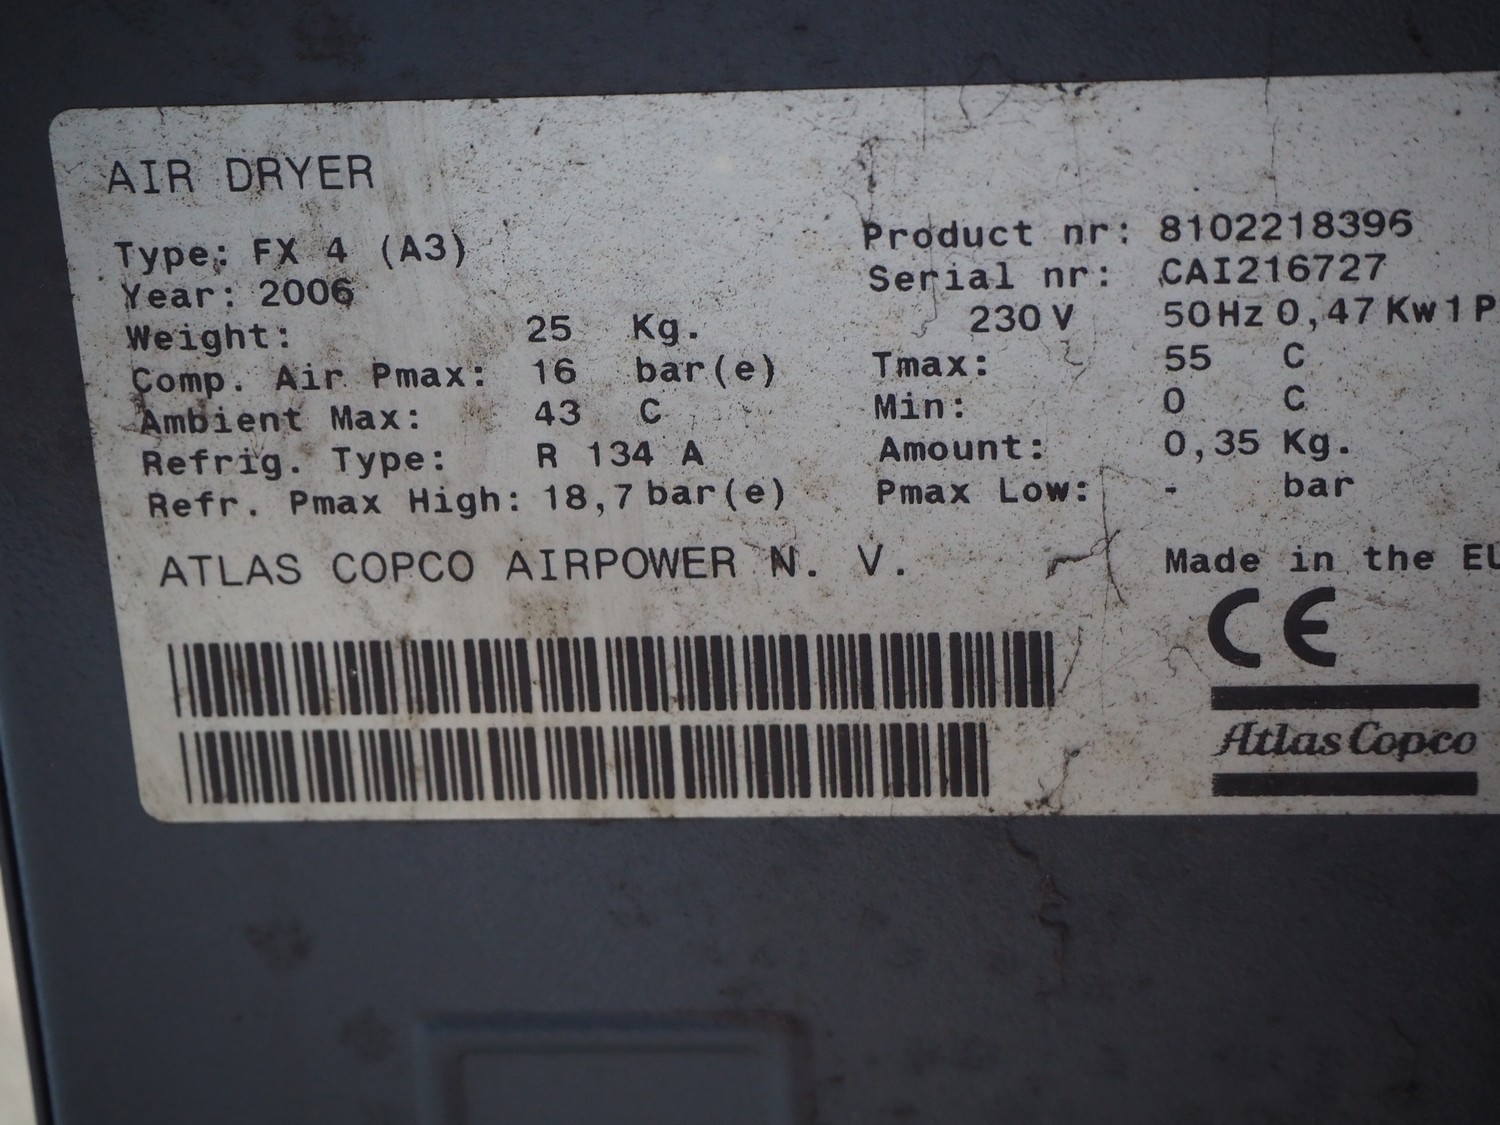 AIR DRYER
Type: FX 4 (A3)
Year: 2006
Weight: 25 Kg.
Comp. Air Pmax: 16 bar(e)
Ambient Max: 43 C
Refrig. Type: R 134 A
Refr. Pmax High: 18,7 bar(e)
Product nr: 8102218396
Serial nr: CAI216727
230 V 50Hz 0,47 Kw 1 P
Tmax: 55 C
Min: 0 C
Amount: 0,35 Kg.
Pmax Low: - bar
ATLAS COPCO AIRPOWER N. V.
Made in the EU
CE
Atlas Copco